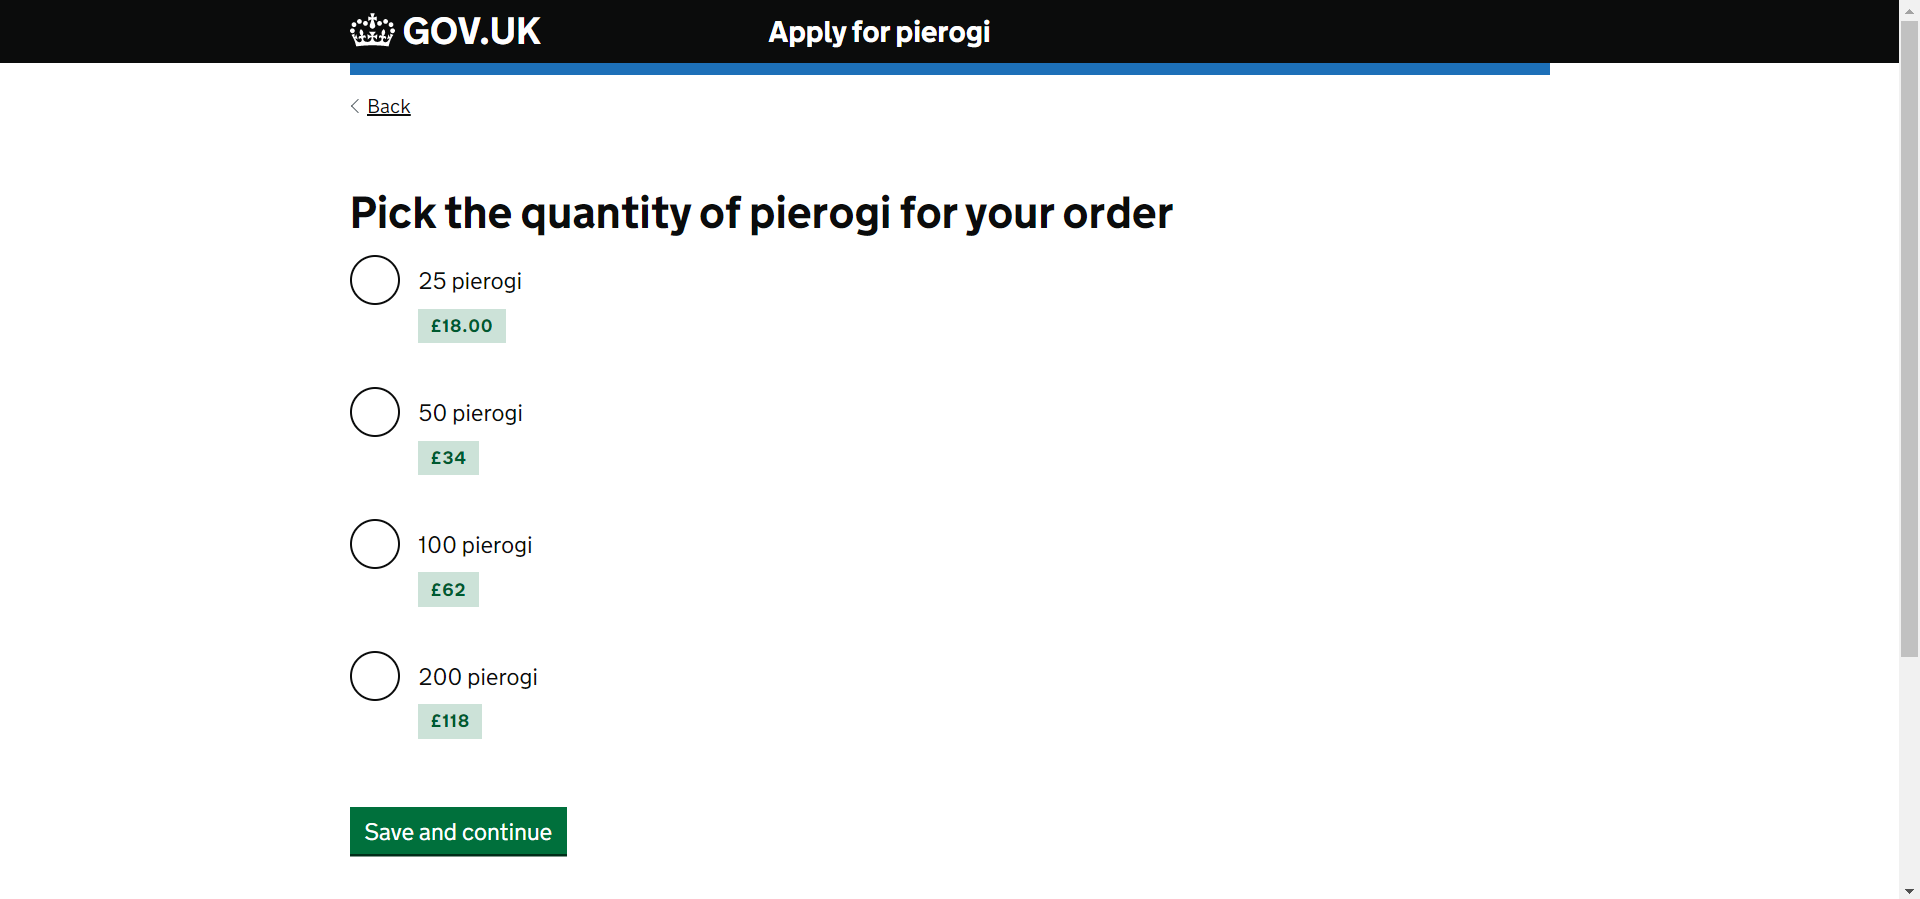 GOV.UK
Apply for pierogi
Back
Pick the quantity of pierogi for your order
25 pierogi
£18.00
50 pierogi
£34
100 pierogi
£62
200 pierogi
£118
Save and continue